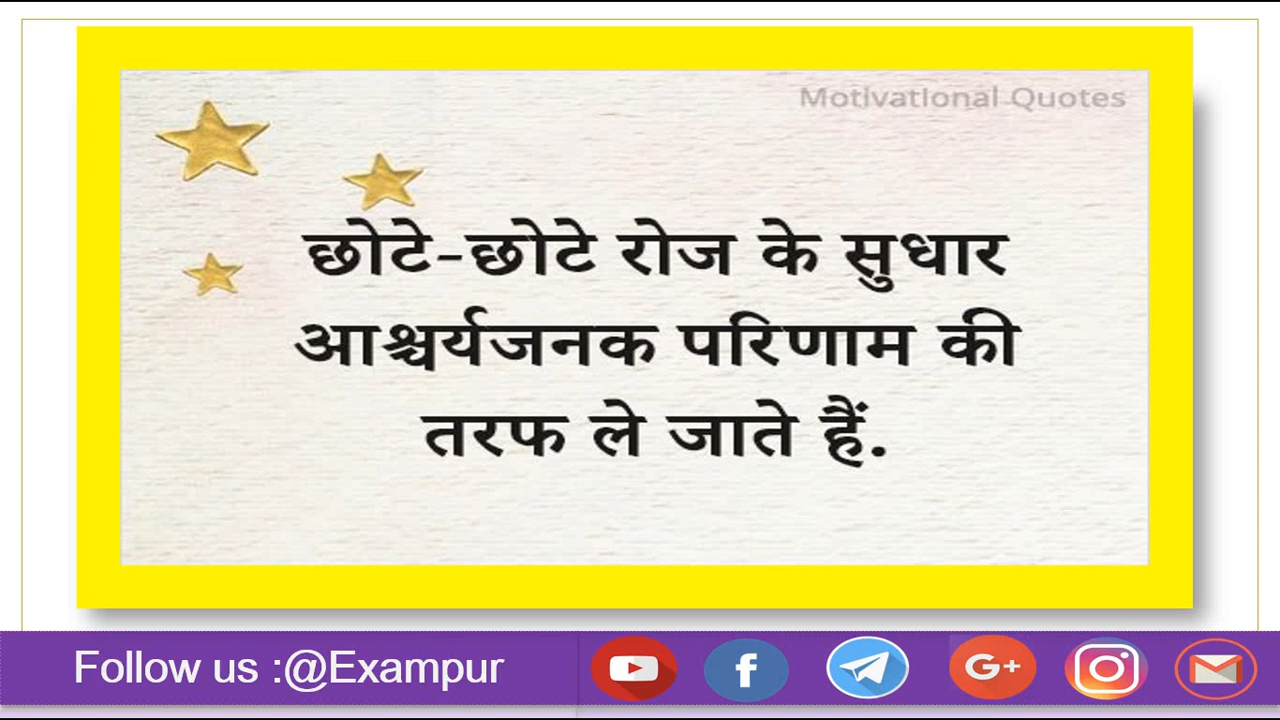 Motivational Quotes
छोटे-छोटे रोज के सुधार
आश्चर्यजनक परिणाम की
तरफ ले जाते हैं.
Follow us :@Exampur
f
G+